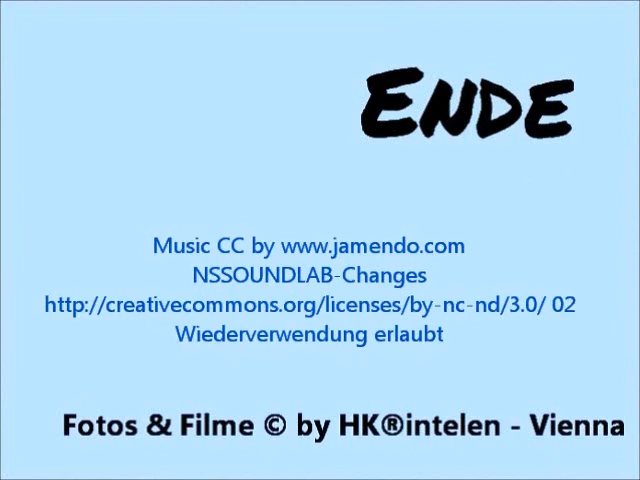 ENDE
Music CC by www.jamendo.com
NSSOUNDLAB-Changes
http://creativecommons.org/licenses/by-nc-nd/3.0/ 02
Wiederverwendung erlaubt
Fotos & Filme © by HK®intelen - Vienna